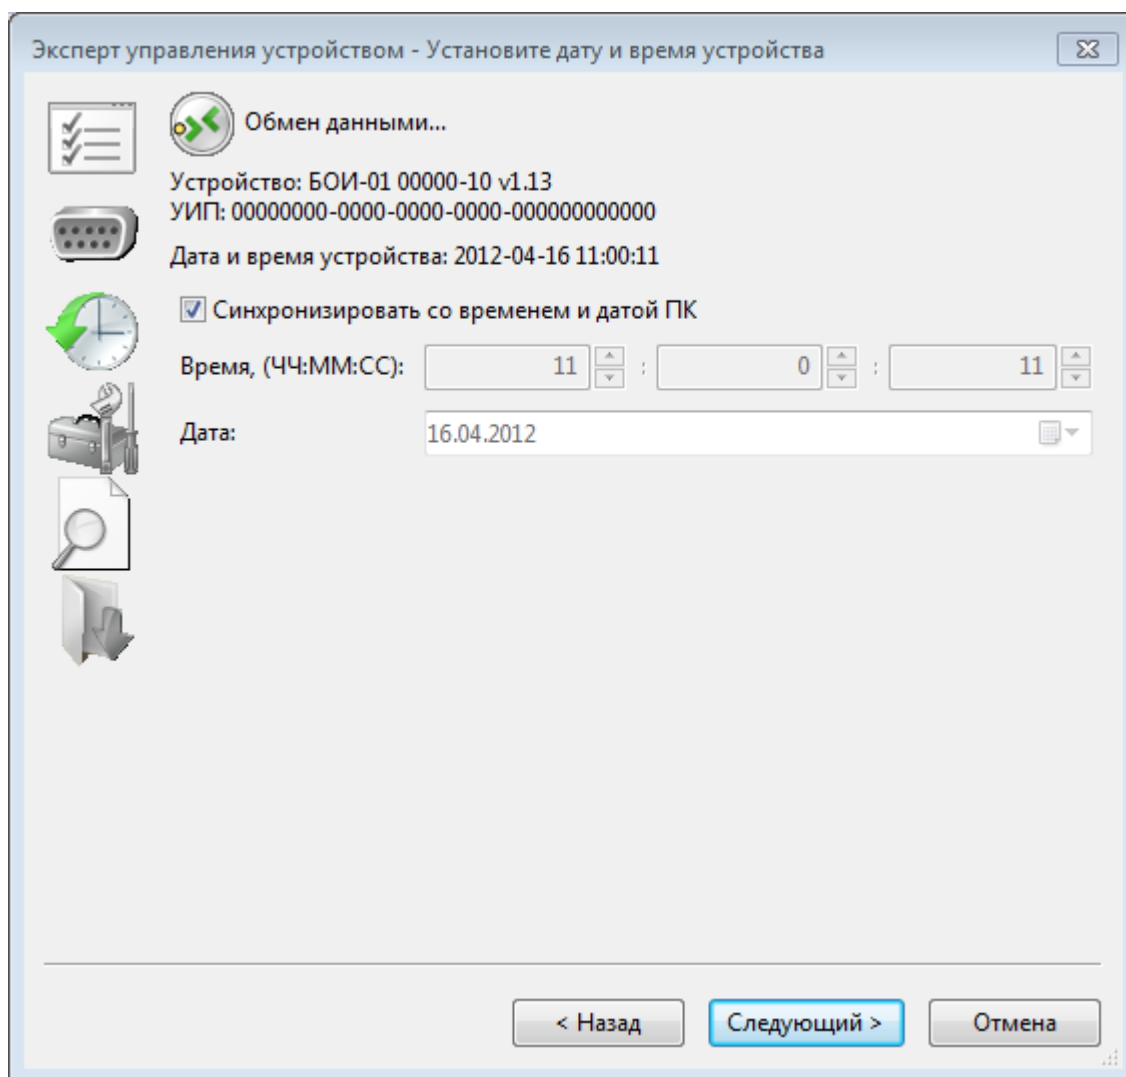 Эксперт управления устройством - Установите дату и время устройства
Обмен данными...
Устройство: БОИ-01 00000-10 v1.13
УИП: 00000000-0000-0000-0000-000000000000
Дата и время устройства: 2012-04-16 11:00:11
Синхронизировать со временем и датой ПК
Время, (ЧЧ:ММ:СС): 11 : 0 : 11
Дата: 16.04.2012
< Назад Следующий > Отмена